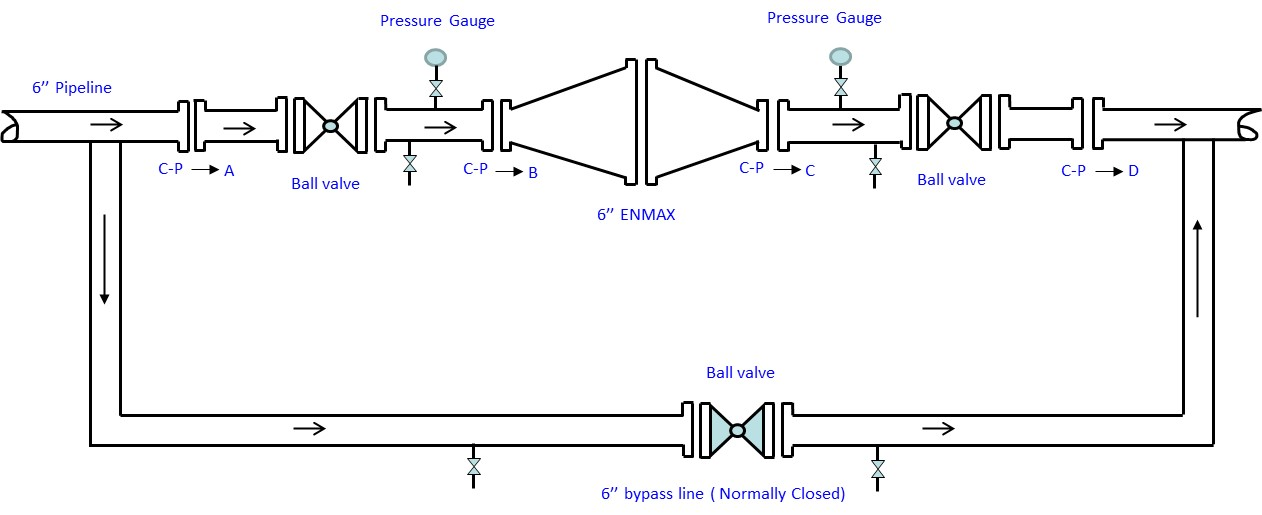 Pressure Gauge
Pressure Gauge
6’’ Pipeline
C-P A
Ball valve
C-P B
C-P C
Ball valve
C-P D
6’’ ENMAX
Ball valve
6’’ bypass line ( Normally Closed)